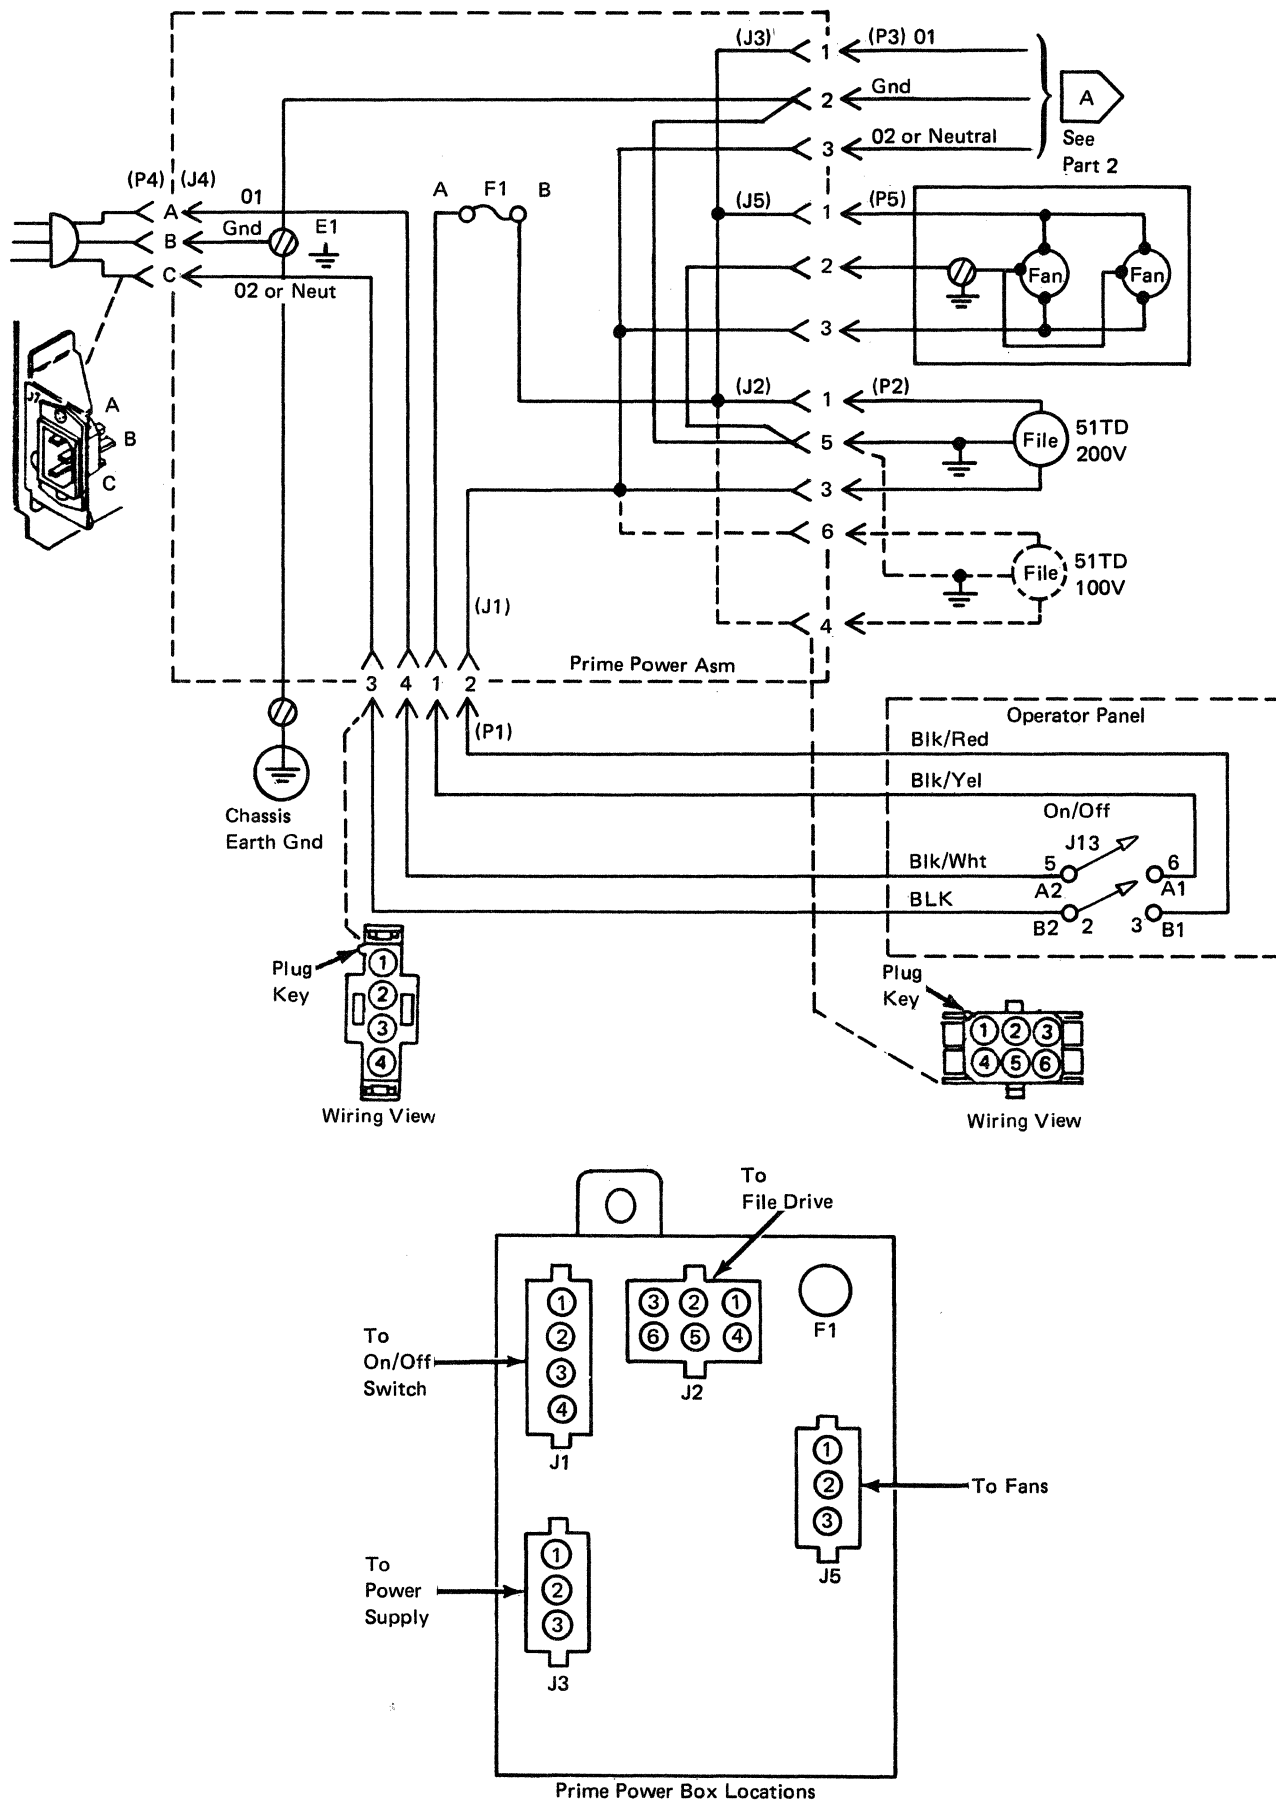 (J3) 1 (P3) 01
2 Gnd
A
3 02 or Neutral
See
Part 2
(P4) (J4)
A 01
B Gnd E1
C 02 or Neut
A F1 B
(J5) 1 (P5)
2
3
Fan Fan
(J2) 1 (P2)
5
3
File 51TD
200V
6
File 51TD
100V
4
J7
A
B
C
(J1)
Prime Power Asm
3 4 1 2
(P1)
Chassis
Earth Gnd
Operator Panel
Blk/Red
Blk/Yel
On/Off
J13
Blk/Wht 5 6
A2 A1
BLK
B2 2 3 B1
Plug
Key
1
2
3
4
Wiring View
Plug
Key
1 2 3
4 5 6
Wiring View
To
File Drive
To
On/Off
Switch
1
2
3
4
J1
3 2 1
6 5 4
J2
F1
1
2
3
J5
To Fans
To
Power
Supply
1
2
3
J3
Prime Power Box Locations